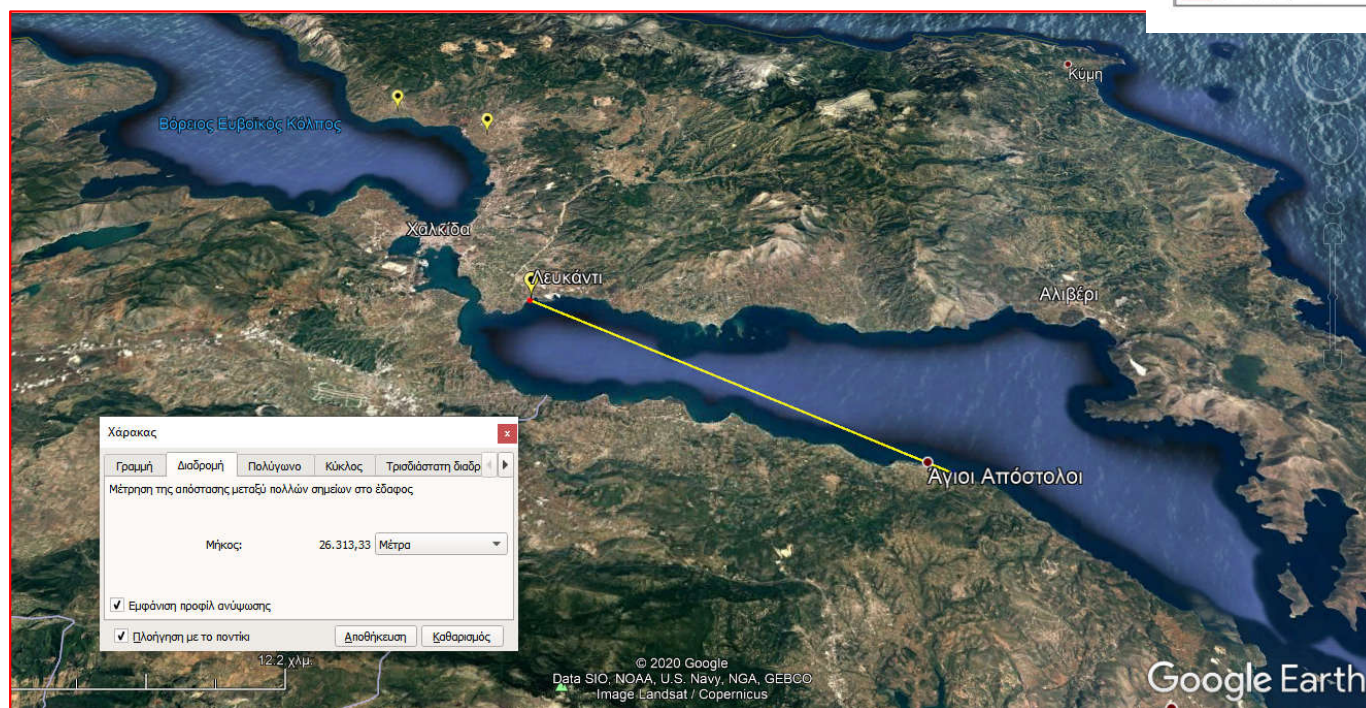 Κύμη
Βόρειος Ευβοϊκός Κόλπος
Χαλκίδα
Λευκάντι
Αλιβέρι
Άγιοι Απόστολοι
Χάρακας
x
Γραμμή Διαδρομή Πολύγωνο Κύκλος Τρισδιάστατη διαδρ
Μέτρηση της απόστασης μεταξύ πολλών σημείων στο έδαφος
Μήκος: 26.313,33 Μέτρα
Εμφάνιση προφίλ ανύψωσης
Πλοήγηση με το ποντίκι Αποθήκευση Καθαρισμός
12.2 χλμ.
© 2020 Google
Data SIO, NOAA, U.S. Navy, NGA, GEBCO
Image Landsat / Copernicus
Google Earth